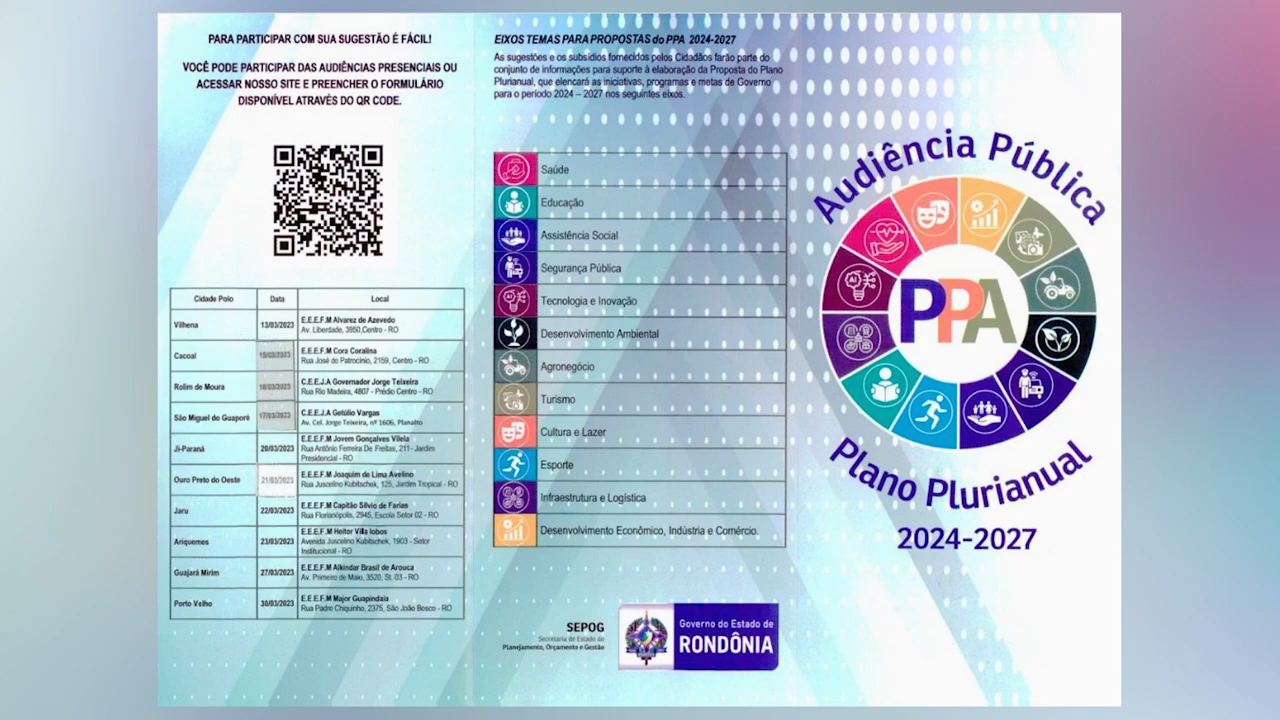 PARA PARTICIPAR COM SUA SUGESTÃO É FÁCIL!
VOCÊ PODE PARTICIPAR DAS AUDIÊNCIAS PRESENCIAIS OU
ACESSAR NOSSO SITE E PREENCHER O FORMULÁRIO
DISPONÍVEL ATRAVÉS DO QR CODE.
Cidade Polo Data Local
Vilhena 13/03/2023 E.E.E.F.M Alvarez de Azevedo
Av. Liberdade, 3950,Centro - RO
Cacoal 15/03/2023 E.E.E.F.M Cora Coralina
Rua José do Patrocínio, 2159, Centro - RO
Rolim de Moura 16/03/2023 C.E.E.J.A Governador Jorge Teixeira
Rua Rio Madeira, 4807 - Prédio Centro - RO
São Miguel do Guaporé 17/03/2023 C.E.E.J.A Getúlio Vargas
Av. Cel. Jorge Teixeira, nº 1606, Planalto
Ji-Paraná 20/03/2023 E.E.E.F.M Jovem Gonçalves Vilela
Rua Antônio Ferreira De Freitas, 211- Jardim
Presidencial - RO
Ouro Preto do Oeste 21/03/2023 E.E.E.F.M Joaquim de Lima Avelino
Rua Juscelino Kubitschek, 125, Jardim Tropical - RO
Jaru 22/03/2023 E.E.E.F.M Capitão Silvio de Farias
Rua Florianópolis, 2945, Escola Setor 02 - RO
Ariquemes 23/03/2023 E.E.E.F.M Heitor Villa lobos
Avenida Juscelino Kubitschek, 1903 - Setor
Institucional - RO
Guajará Mirim 27/03/2023 E.E.E.F.M Alkindar Brasil de Arouca
Av. Primeiro de Maio, 3520, St. 03 - RO
Porto Velho 30/03/2023 E.E.E.F.M Major Guapindaia
Rua Padre Chiquinho, 2375, São João Bosco - RO
EIXOS TEMAS PARA PROPOSTAS do PPA 2024-2027
As sugestões e os subsídios fornecidos pelos Cidadãos farão parte do
conjunto de informações para suporte à elaboração da Proposta do Plano
Plurianual, que elencará as iniciativas, programas e metas de Governo
para o período 2024 – 2027 nos seguintes eixos.
Saúde
Educação
Assistência Social
Segurança Pública
Tecnologia e Inovação
Desenvolvimento Ambiental
Agronegócio
Turismo
Cultura e Lazer
Esporte
Infraestrutura e Logística
Desenvolvimento Econômico, Indústria e Comércio.
SEPOG
Secretaria de Estado do
Planejamento, Orçamento e Gestão
Governo do Estado de
RONDÔNIA
Audiência Pública
PPA
Plano Plurianual
2024-2027